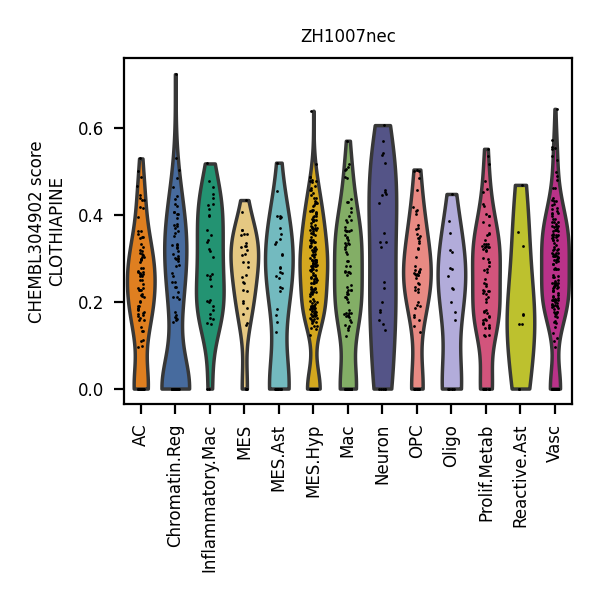 ZH1007nec
CHEMBL304902 score
CLOTHIAPINE
0.6
0.4
0.2
0.0
AC
Chromatin.Reg
Inflammatory.Mac
MES
MES.Ast
MES.Hyp
Mac
Neuron
OPC
Oligo
Prolif.Metab
Reactive.Ast
Vasc